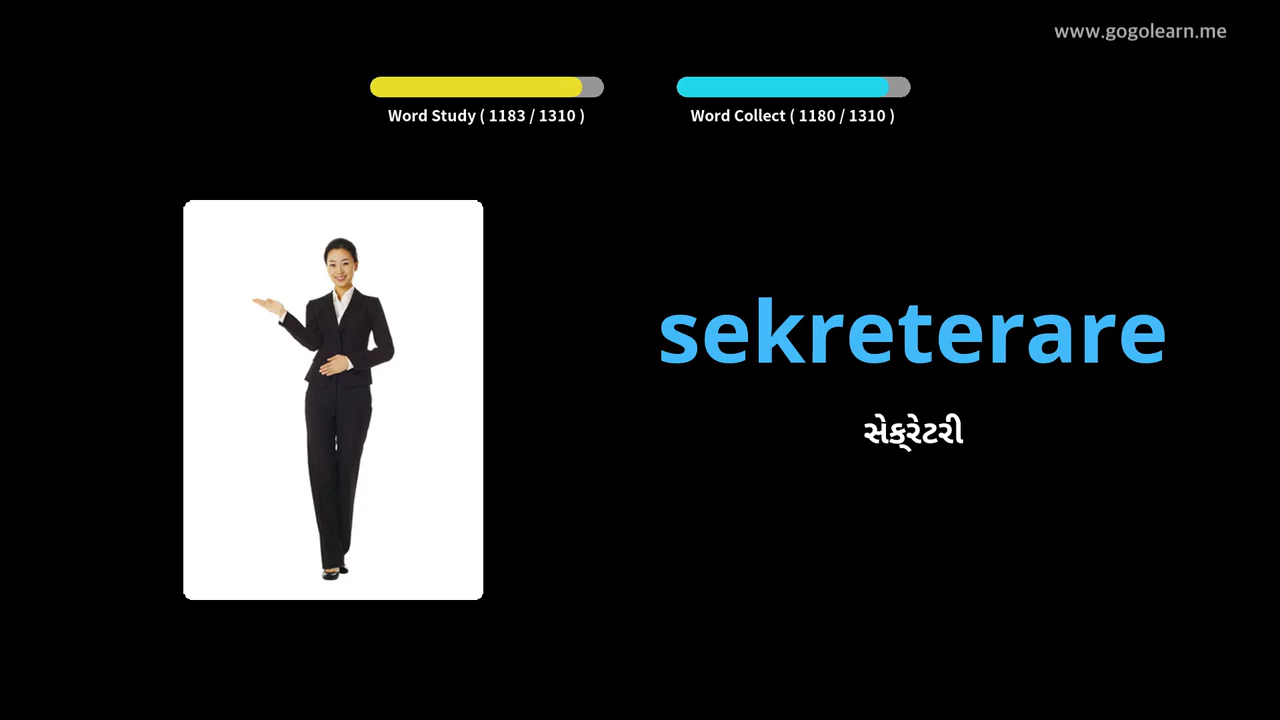 www.gogolearn.me
Word Study ( 1183 / 1310 )
Word Collect ( 1180 / 1310 )
sekreterare
સેક્રેટરી